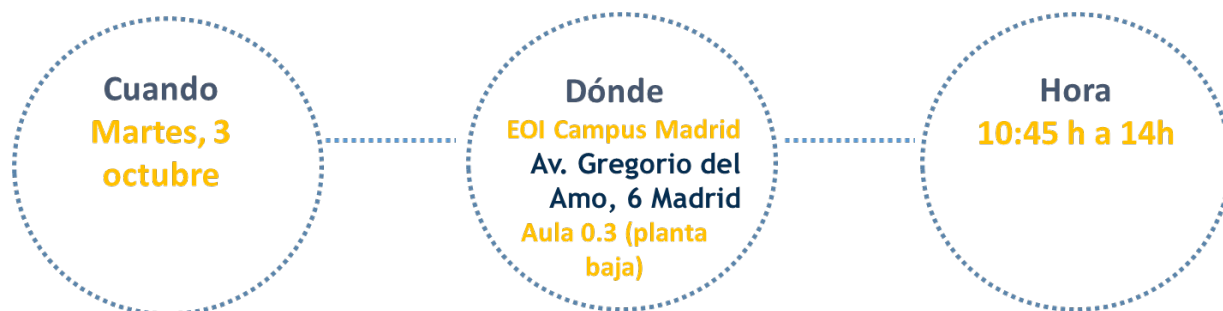 Cuando
Martes, 3
octubre
Dónde
EOI Campus Madrid
Av. Gregorio del
Amo, 6 Madrid
Aula 0.3 (planta
baja)
Hora
10:45 h a 14h